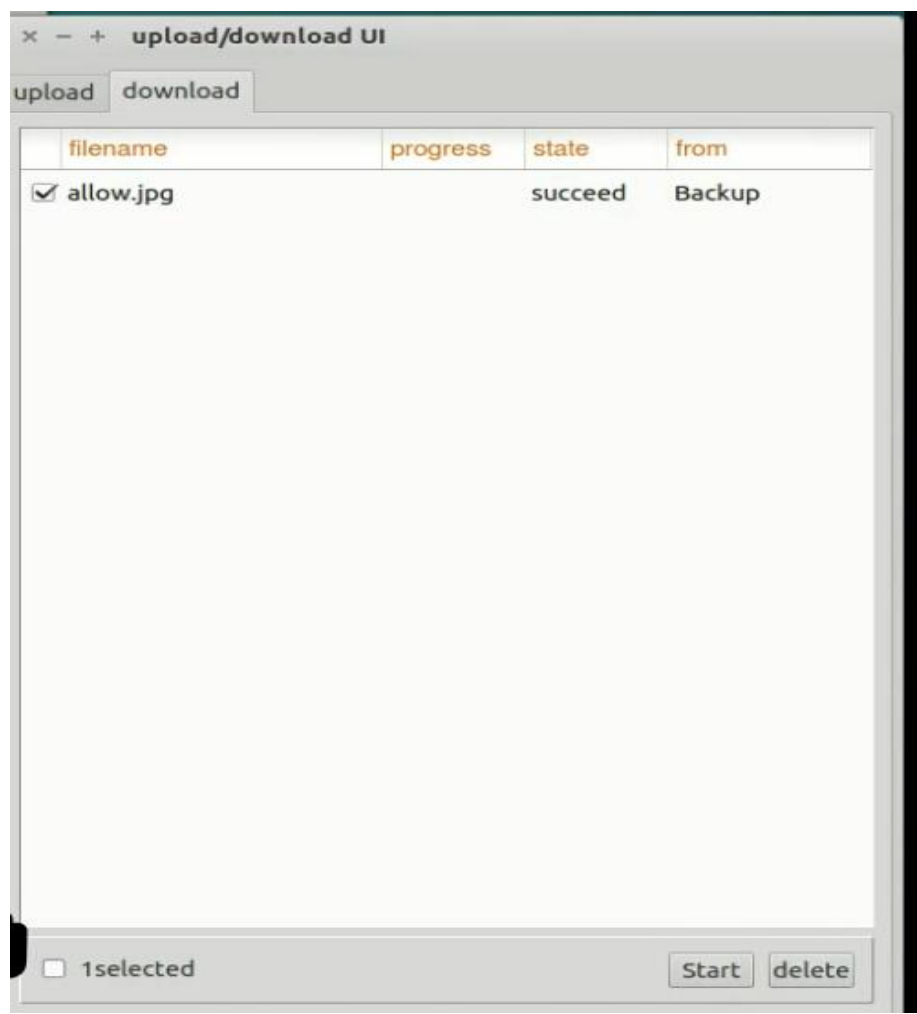 × − + upload/download UI
upload download
filename progress state from
allow.jpg succeed Backup
1selected Start delete